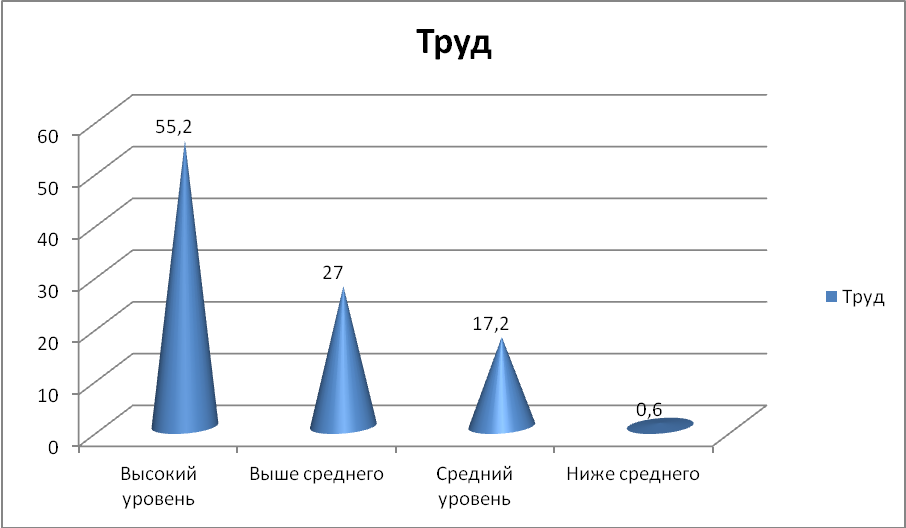 Труд
60
50
40
30
20
10
0
55,2
27
17,2
0,6
Высокий
уровень
Выше среднего
Средний
уровень
Ниже среднего
Труд